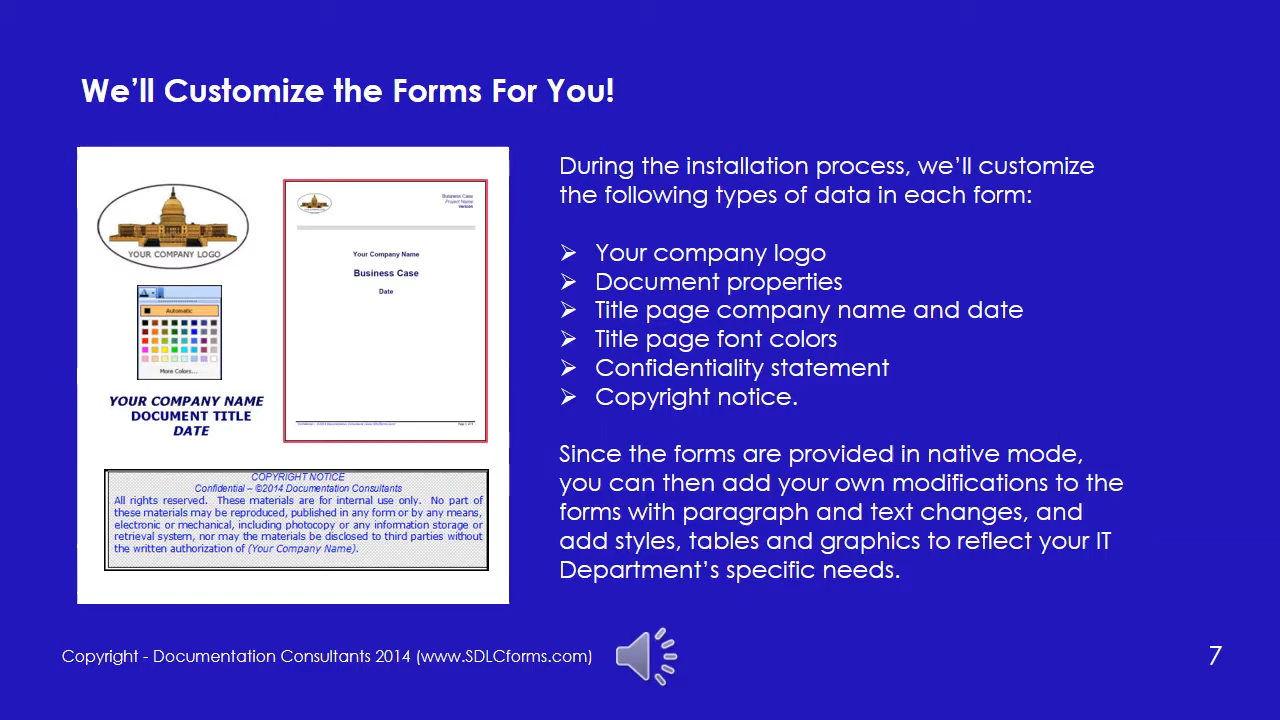 We’ll Customize the Forms For You!
YOUR COMPANY LOGO
Automatic
More Colors...
YOUR COMPANY NAME
DOCUMENT TITLE
DATE
Business Case
Project Name
Version
Your Company Name
Business Case
Date
COPYRIGHT NOTICE
Confidential – ©2014 Documentation Consultants
All rights reserved. These materials are for internal use only. No part of
these materials may be reproduced, published in any form or by any means,
electronic or mechanical, including photocopy or any information storage or
retrieval system, nor may the materials be disclosed to third parties without
the written authorization of (Your Company Name).
During the installation process, we’ll customize
the following types of data in each form:
➢ Your company logo
➢ Document properties
➢ Title page company name and date
➢ Title page font colors
➢ Confidentiality statement
➢ Copyright notice.
Since the forms are provided in native mode,
you can then add your own modifications to the
forms with paragraph and text changes, and
add styles, tables and graphics to reflect your IT
Department’s specific needs.
Copyright - Documentation Consultants 2014 (www.SDLCforms.com)
7